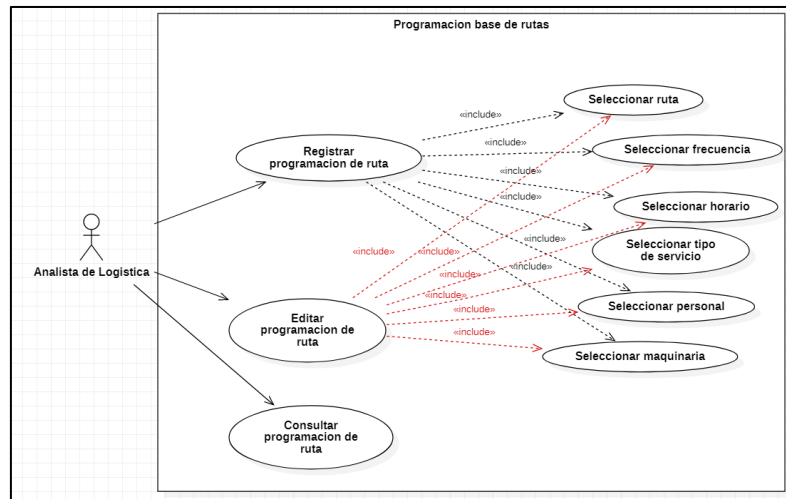 Programacion base de rutas
Seleccionar ruta
«include»
Registrar
programacion de ruta
«include»
Seleccionar frecuencia
«include»
«include»
Seleccionar horario
Analista de Logistica
«include»
«include»
«include»
Seleccionar tipo
de servicio
«include»
«include»
Editar
programacion de
ruta
«include»
Seleccionar personal
«include»
Seleccionar maquinaria
Consultar
programacion de
ruta